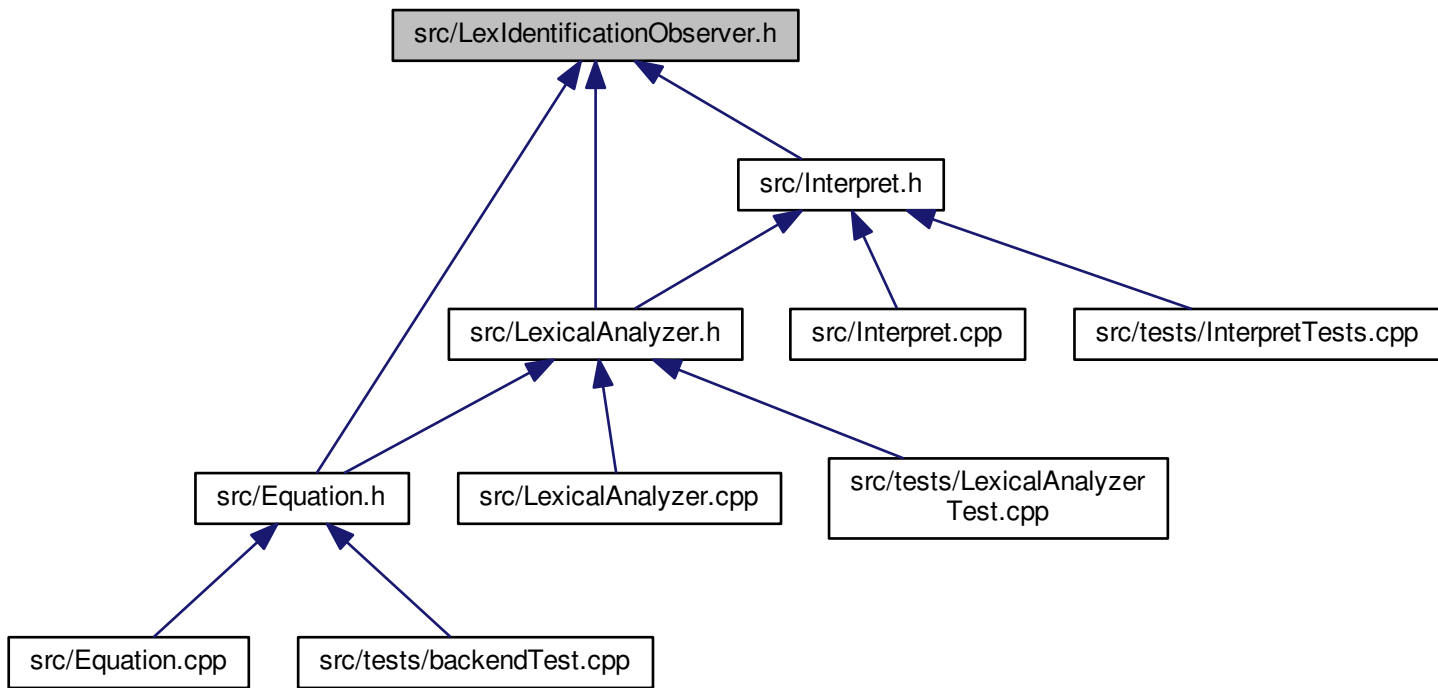 src/LexIdentificationObserver.h
src/Interpret.h
src/LexicalAnalyzer.h
src/Interpret.cpp
src/tests/InterpretTests.cpp
src/Equation.h
src/LexicalAnalyzer.cpp
src/tests/LexicalAnalyzer
Test.cpp
src/Equation.cpp
src/tests/backendTest.cpp